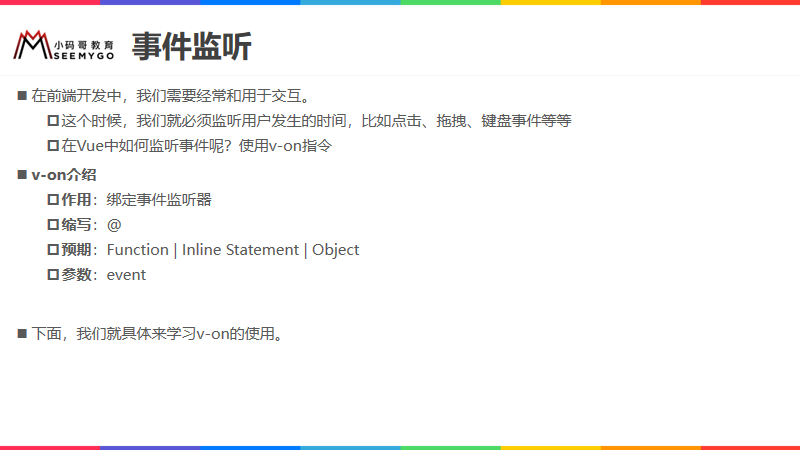 小码哥教育
SEEMYGO
事件监听
在前端开发中，我们需要经常和用于交互。
这个时候，我们就必须监听用户发生的时间，比如点击、拖拽、键盘事件等等
在Vue中如何监听事件呢？使用v-on指令
v-on介绍
作用：绑定事件监听器
缩写：@
预期：Function | Inline Statement | Object
参数：event
下面，我们就具体来学习v-on的使用。